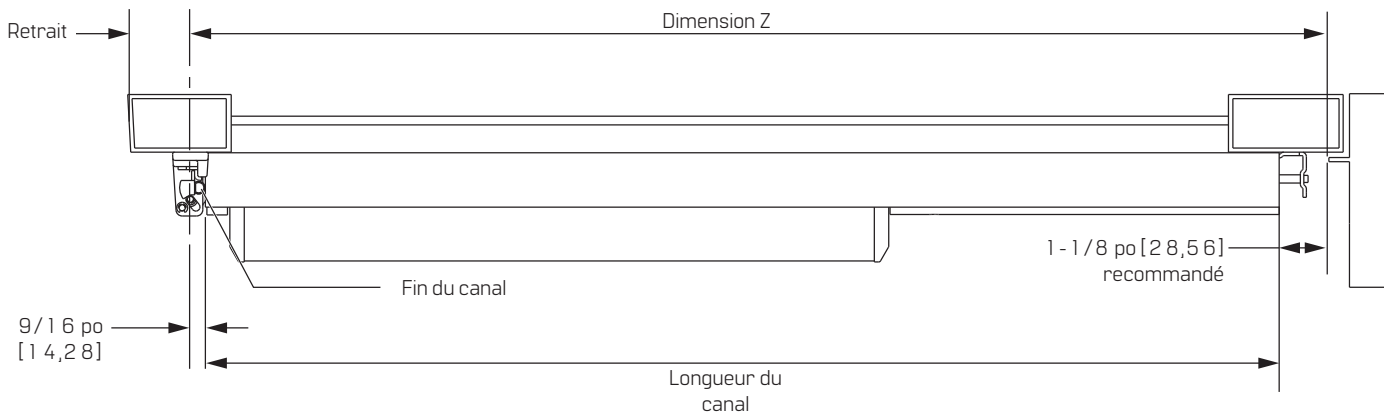 Retrait
Dimension Z
1-1/8 po [28,56]
recommandé
Fin du canal
9/16 po
[14,28]
Longueur du
canal